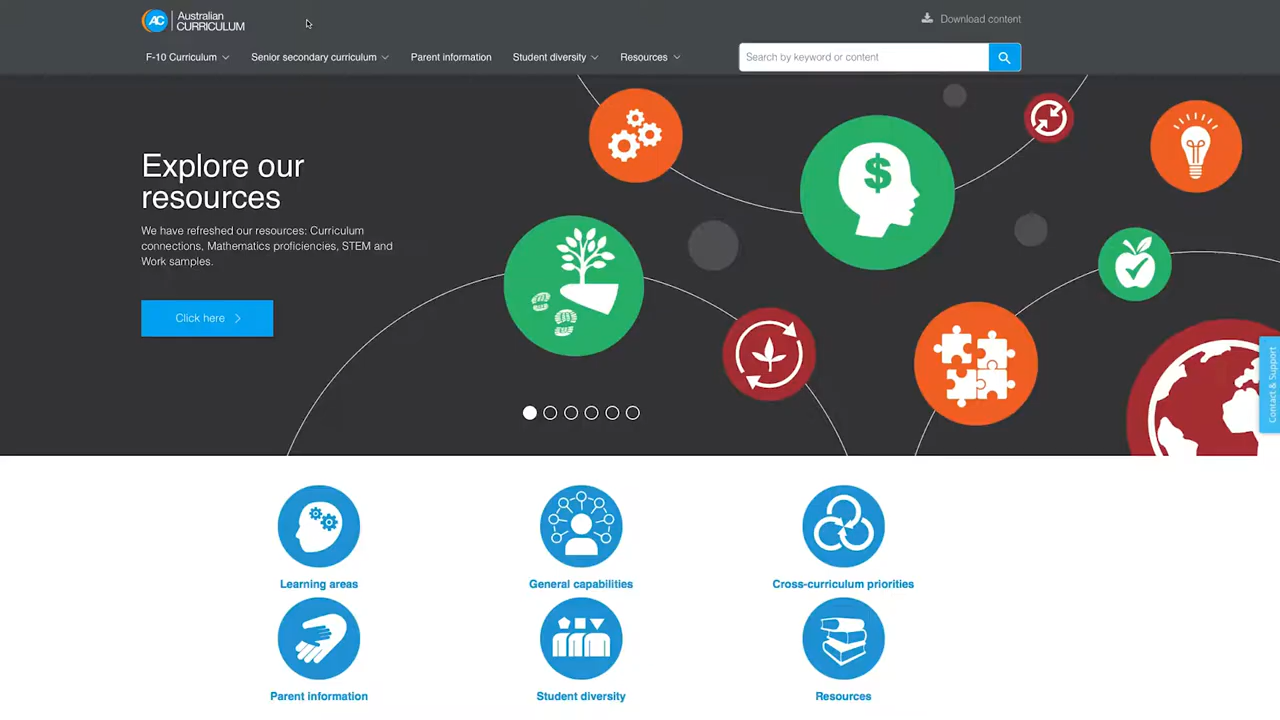 AC
Australian
CURRICULUM
Download content
F-10 Curriculum
Senior secondary curriculum
Parent information
Student diversity
Resources
Search by keyword or content
Explore our
resources
We have refreshed our resources: Curriculum
connections, Mathematics proficiencies, STEM and
Work samples.
Click here
$
Contact & Support
Learning areas
General capabilities
Cross-curriculum priorities
Parent information
Student diversity
Resources